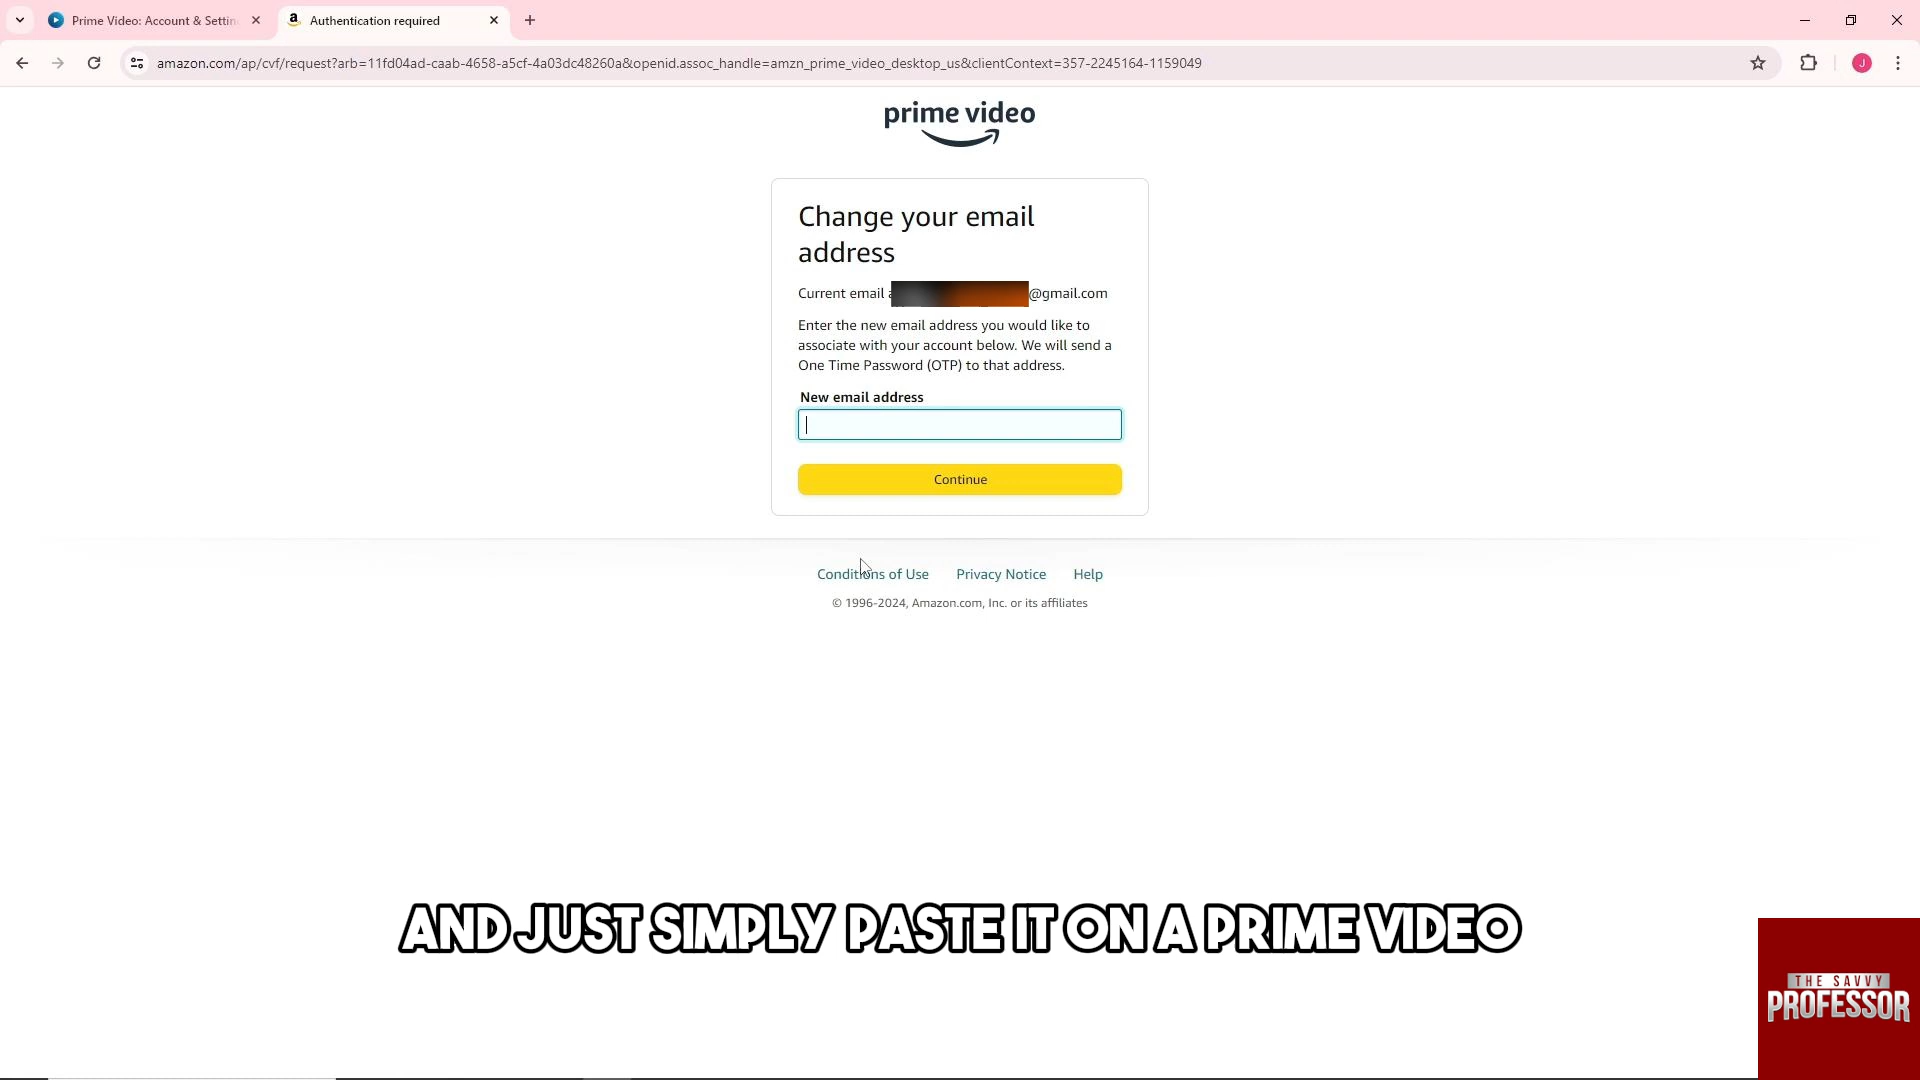 Prime Video: Account & Settin
Authentication required
amazon.com/ap/cvf/request?arb=11fd04ad-caab-4658-a5cf-4a03dc48260a&openid.assoc_handle=amzn_prime_video_desktop_us&clientContext=357-2245164-1159049
J
prime video
Change your email
address
Current email @gmail.com
Enter the new email address you would like to
associate with your account below. We will send a
One Time Password (OTP) to that address.
New email address
Continue
Conditions of Use Privacy Notice Help
© 1996-2024, Amazon.com, Inc. or its affiliates
AND JUST SIMPLY PASTE IT ON A PRIME VIDEO
THE SAVVY
PROFESSOR